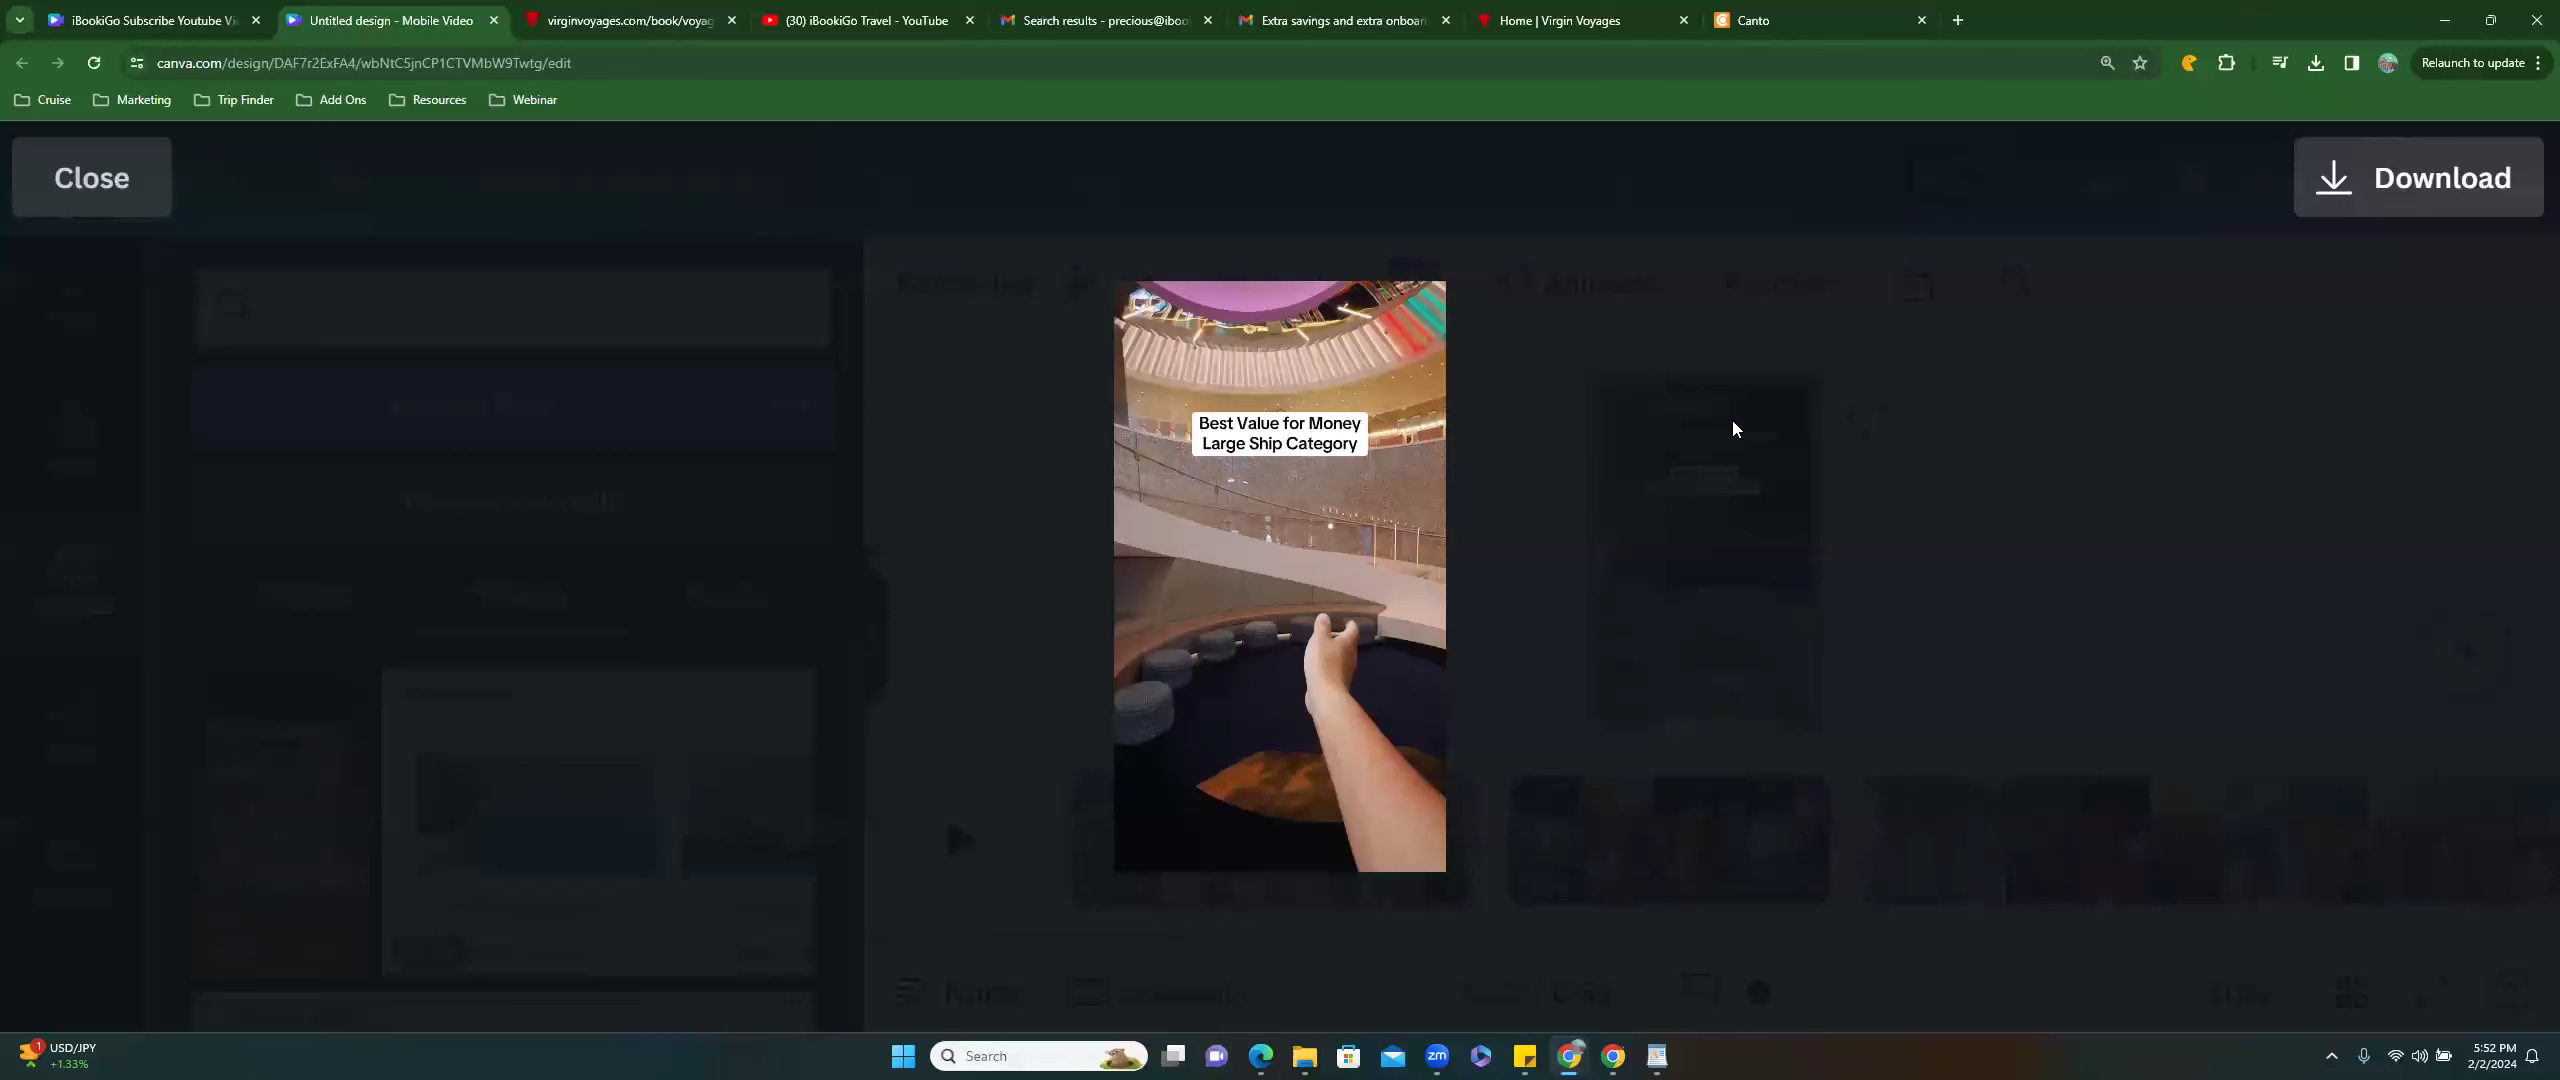 iBookiGo Subscribe Youtube Vi
Untitled design - Mobile Video
virginvoyages.com/book/voyag
(30) iBookiGo Travel - YouTube
Search results - precious@iboo
Extra savings and extra onboar
Home | Virgin Voyages
Canto
canva.com/design/DAF7r2ExFA4/wbNtC5jnCP1CTVMbW9Twtg/edit
Relaunch to update
Cruise
Marketing
Trip Finder
Add Ons
Resources
Webinar
Close
Download
Best Value for Money
Large Ship Category
1
USD/JPY
+1.33%
Search
zm
5:52 PM
2/2/2024